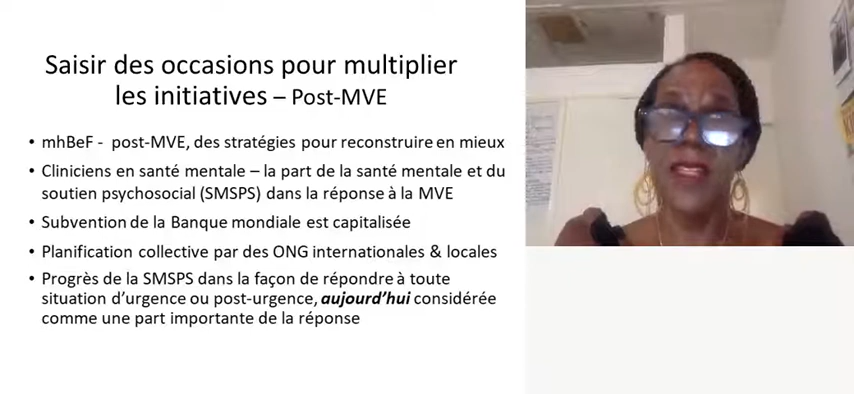 Saisir des occasions pour multiplier
les initiatives – Post-MVE
• mhBeF - post-MVE, des stratégies pour reconstruire en mieux
• Cliniciens en santé mentale – la part de la santé mentale et du
soutien psychosocial (SMSPS) dans la réponse à la MVE
• Subvention de la Banque mondiale est capitalisée
• Planification collective par des ONG internationales & locales
• Progrès de la SMSPS dans la façon de répondre à toute
situation d’urgence ou post-urgence, aujourd’hui considérée
comme une part importante de la réponse